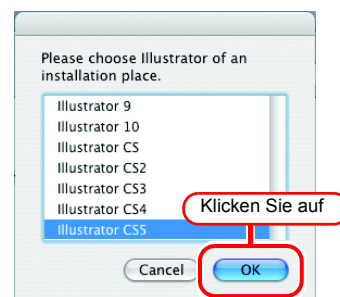 Please choose Illustrator of an
installation place.
Illustrator 9
Illustrator 10
Illustrator CS
Illustrator CS2
Illustrator CS3
Illustrator CS4
Illustrator CS5
Klicken Sie auf
Cancel
OK